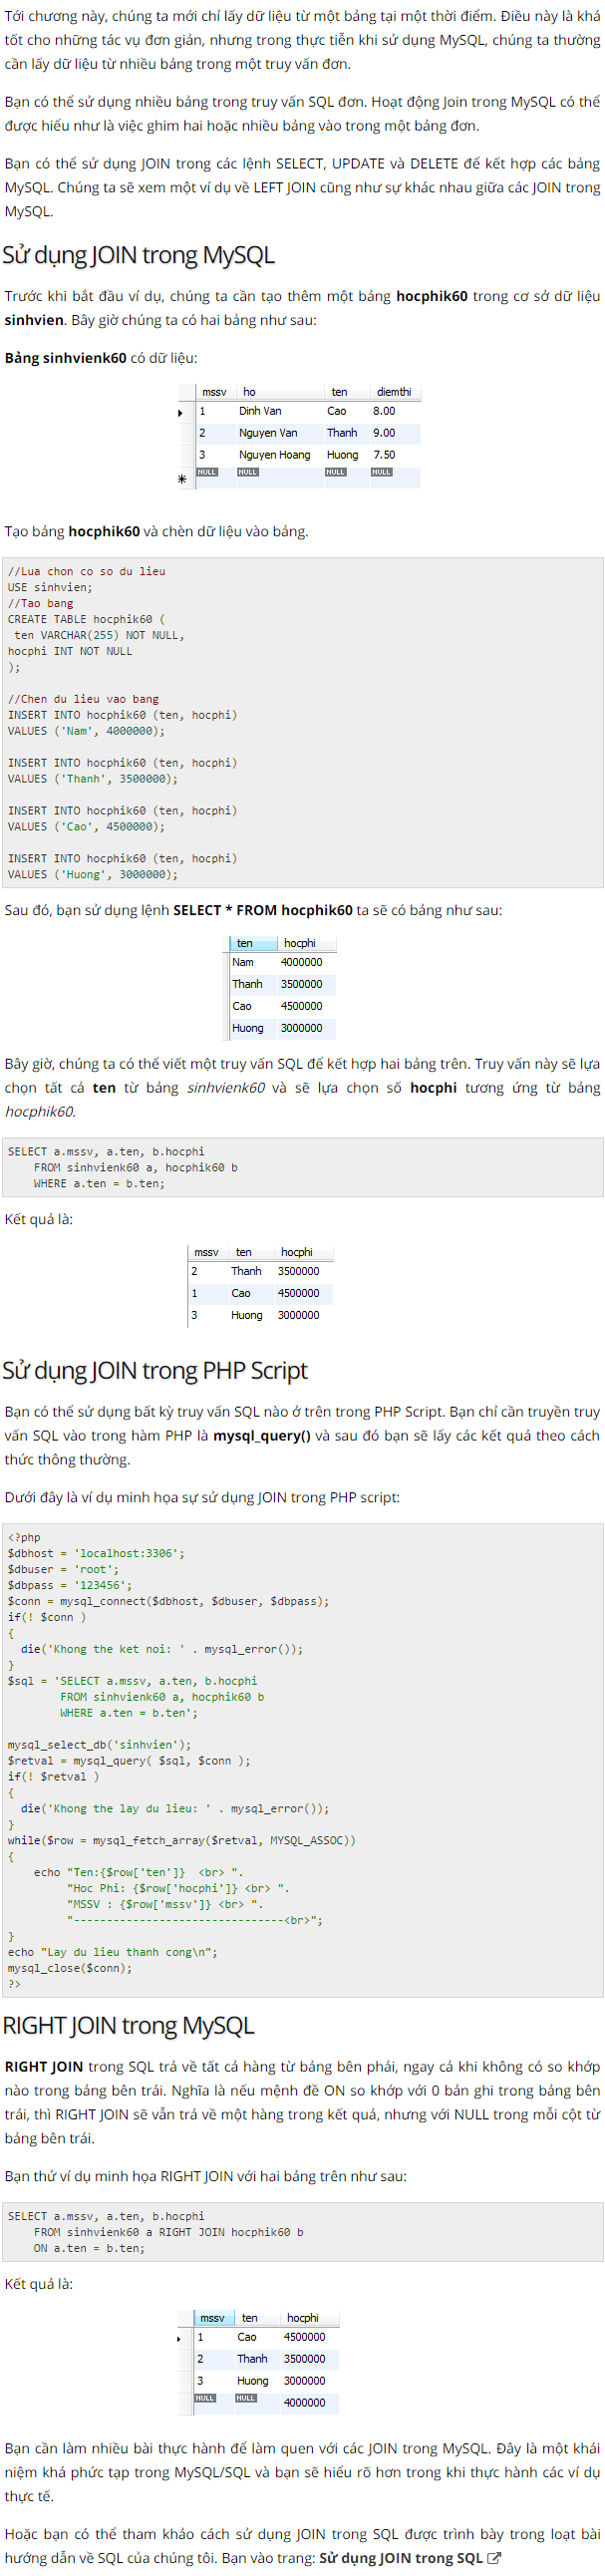 Tới chương này, chúng ta mới chỉ lấy dữ liệu từ một bảng tại một thời điểm. Điều này là khá
tốt cho những tác vụ đơn giản, nhưng trong thực tiễn khi sử dụng MySQL, chúng ta thường
cần lấy dữ liệu từ nhiều bảng trong một truy vấn đơn.
Bạn có thể sử dụng nhiều bảng trong truy vấn SQL đơn. Hoạt động Join trong MySQL có thể
được hiểu như là việc ghim hai hoặc nhiều bảng vào trong một bảng đơn.
Bạn có thể sử dụng JOIN trong các lệnh SELECT, UPDATE và DELETE để kết hợp các bảng
MySQL. Chúng ta sẽ xem một ví dụ về LEFT JOIN cũng như sự khác nhau giữa các JOIN trong
MySQL.
Sử dụng JOIN trong MySQL
Trước khi bắt đầu ví dụ, chúng ta cần tạo thêm một bảng hocphik60 trong cơ sở dữ liệu
sinhvien. Bây giờ chúng ta có hai bảng như sau:
Bảng sinhvienk60 có dữ liệu:
mssv ho ten diemthi
1 Dinh Van Cao 8.00
2 Nguyen Van Thanh 9.00
3 Nguyen Hoang Huong 7.50
NULL NULL NULL NULL
Tạo bảng hocphik60 và chèn dữ liệu vào bảng.
//Lua chon co so du lieu
USE sinhvien;
//Tao bang
CREATE TABLE hocphik60 (
ten VARCHAR(255) NOT NULL,
hocphi INT NOT NULL
);
//Chen du lieu vao bang
INSERT INTO hocphik60 (ten, hocphi)
VALUES ('Nam', 4000000);
INSERT INTO hocphik60 (ten, hocphi)
VALUES ('Thanh', 3500000);
INSERT INTO hocphik60 (ten, hocphi)
VALUES ('Cao', 4500000);
INSERT INTO hocphik60 (ten, hocphi)
VALUES ('Huong', 3000000);
Sau đó, bạn sử dụng lệnh SELECT * FROM hocphik60 ta sẽ có bảng như sau:
ten hocphi
Nam 4000000
Thanh 3500000
Cao 4500000
Huong 3000000
Bây giờ, chúng ta có thể viết một truy vấn SQL để kết hợp hai bảng trên. Truy vấn này sẽ lựa
chọn tất cả ten từ bảng sinhvienk60 và sẽ lựa chọn số hocphi tương ứng từ bảng
hocphik60.
SELECT a.mssv, a.ten, b.hocphi
FROM sinhvienk60 a, hocphik60 b
WHERE a.ten = b.ten;
Kết quả là:
mssv ten hocphi
2 Thanh 3500000
1 Cao 4500000
3 Huong 3000000
Sử dụng JOIN trong PHP Script
Bạn có thể sử dụng bất kỳ truy vấn SQL nào ở trên trong PHP Script. Bạn chỉ cần truyền truy
vấn SQL vào trong hàm PHP là mysql_query() và sau đó bạn sẽ lấy các kết quả theo cách
thức thông thường.
Dưới đây là ví dụ minh họa sự sử dụng JOIN trong PHP script:
<?php
$dbhost = 'localhost:3306';
$dbuser = 'root';
$dbpass = '123456';
$conn = mysql_connect($dbhost, $dbuser, $dbpass);
if(! $conn )
{
die('Khong the ket noi: ' . mysql_error());
}
$sql = 'SELECT a.mssv, a.ten, b.hocphi
FROM sinhvienk60 a, hocphik60 b
WHERE a.ten = b.ten';
mysql_select_db('sinhvien');
$retval = mysql_query( $sql, $conn );
if(! $retval )
{
die('Khong the lay du lieu: ' . mysql_error());
}
while($row = mysql_fetch_array($retval, MYSQL_ASSOC))
{
echo "Ten:{$row['ten']} <br> ".
"Hoc Phi: {$row['hocphi']} <br> ".
"MSSV : {$row['mssv']} <br> ".
"--------------------------------<br>";
}
echo "Lay du lieu thanh cong\n";
mysql_close($conn);
?>
RIGHT JOIN trong MySQL
RIGHT JOIN trong SQL trả về tất cả hàng từ bảng bên phải, ngay cả khi không có so khớp
nào trong bảng bên trái. Nghĩa là nếu mệnh đề ON so khớp với 0 bản ghi trong bảng bên
trái, thì RIGHT JOIN sẽ vẫn trả về một hàng trong kết quả, nhưng với NULL trong mỗi cột từ
bảng bên trái.
Bạn thử ví dụ minh họa RIGHT JOIN với hai bảng trên như sau:
SELECT a.mssv, a.ten, b.hocphi
FROM sinhvienk60 a RIGHT JOIN hocphik60 b
ON a.ten = b.ten;
Kết quả là:
mssv ten hocphi
1 Cao 4500000
2 Thanh 3500000
3 Huong 3000000
NULL NULL 4000000
Bạn cần làm nhiều bài thực hành để làm quen với các JOIN trong MySQL. Đây là một khái
niệm khá phức tạp trong MySQL/SQL và bạn sẽ hiểu rõ hơn trong khi thực hành các ví dụ
thực tế.
Hoặc bạn có thể tham khảo cách sử dụng JOIN trong SQL được trình bày trong loạt bài
hướng dẫn về SQL của chúng tôi. Bạn vào trang: Sử dụng JOIN trong SQL